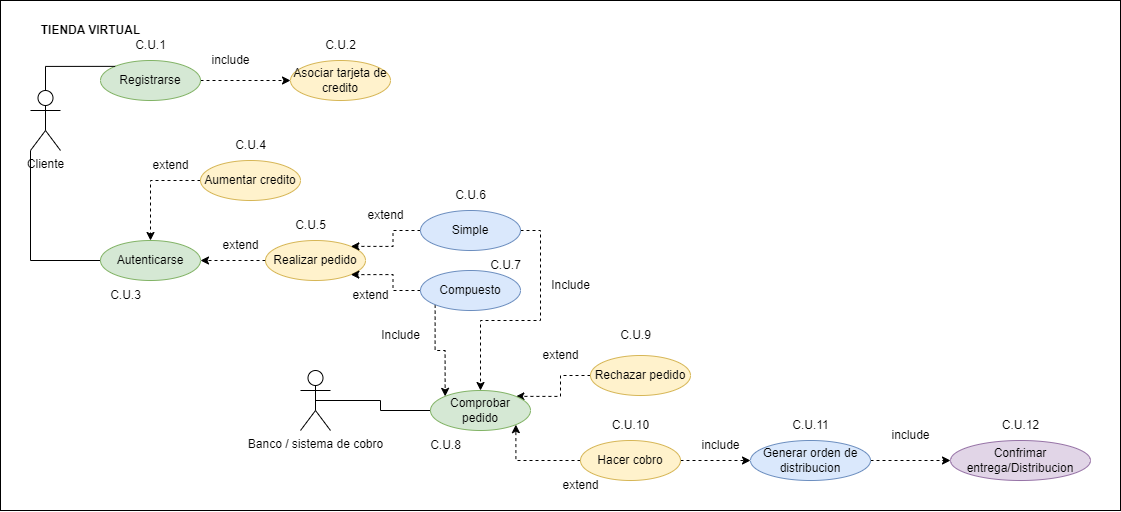 TIENDA VIRTUAL
C.U.1
C.U.2
include
Registrarse
Asociar tarjeta de
credito
Cliente
C.U.4
extend
Aumentar credito
C.U.6
extend
Simple
C.U.5
extend
Autenticarse
Realizar pedido
C.U.7
Compuesto
extend
Include
C.U.3
Include
C.U.9
extend
Rechazar pedido
Comprobar
pedido
Banco / sistema de cobro
C.U.8
C.U.10
include
C.U.11
include
C.U.12
Hacer cobro
Generar orden de
distribucion
Confrimar
entrega/Distribucion
extend